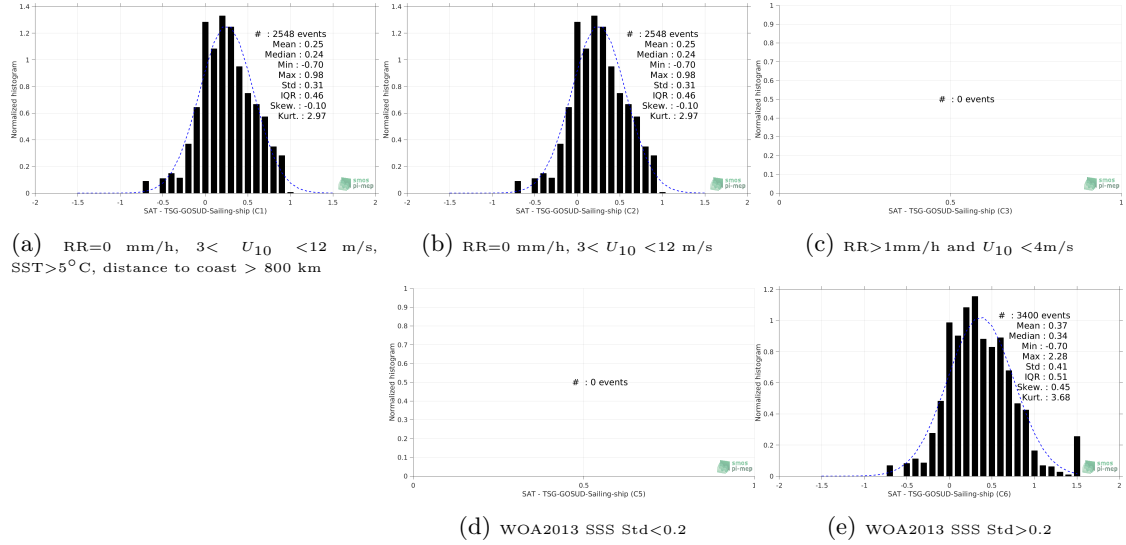 1.4
1.2
1
0.8
0.6
0.4
0.2
0
Normalized histogram
# : 2548 events
Mean : 0.25
Median : 0.24
Min : -0.70
Max : 0.98
Std : 0.31
IQR : 0.46
Skew. : -0.10
Kurt. : 2.97
smos
pi-mep
-2 -1.5 -1 -0.5 0 0.5 1 1.5 2
SAT - TSG-GOSUD-Sailing-ship (C1)
(a) RR=0 mm/h, 3< U10 <12 m/s,
SST>5°C, distance to coast > 800 km
1.4
1.2
1
0.8
0.6
0.4
0.2
0
Normalized histogram
# : 2548 events
Mean : 0.25
Median : 0.24
Min : -0.70
Max : 0.98
Std : 0.31
IQR : 0.46
Skew. : -0.10
Kurt. : 2.97
smos
pi-mep
-2 -1.5 -1 -0.5 0 0.5 1 1.5 2
SAT - TSG-GOSUD-Sailing-ship (C2)
(b) RR=0 mm/h, 3< U10 <12 m/s
1
0.9
0.8
0.7
0.6
0.5
0.4
0.3
0.2
0.1
0
Normalized histogram
# : 0 events
smos
pi-mep
0.5 1
SAT - TSG-GOSUD-Sailing-ship (C3)
(c) RR>1mm/h and U10 <4m/s
1
0.9
0.8
0.7
0.6
0.5
0.4
0.3
0.2
0.1
0
Normalized histogram
# : 0 events
smos
pi-mep
0.5 1
SAT - TSG-GOSUD-Sailing-ship (C5)
(d) WOA2013 SSS Std<0.2
1.2
1
0.8
0.6
0.4
0.2
0
Normalized histogram
# : 3400 events
Mean : 0.37
Median : 0.34
Min : -0.70
Max : 2.28
Std : 0.41
IQR : 0.51
Skew. : 0.45
Kurt. : 3.68
smos
pi-mep
-2 -1.5 -1 -0.5 0 0.5 1 1.5 2
SAT - TSG-GOSUD-Sailing-ship (C6)
(e) WOA2013 SSS Std>0.2